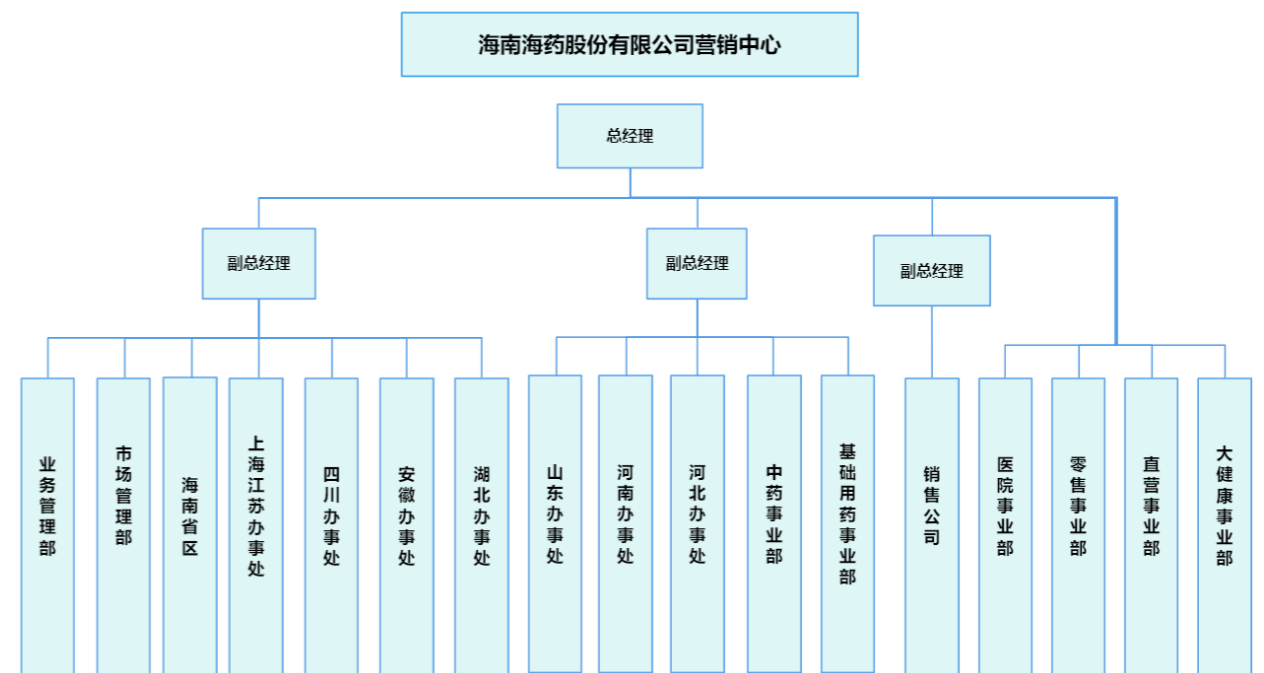 海南海药股份有限公司营销中心
总经理
副总经理
副总经理
副总经理
业务管理部
市场管理部
海南省区
上海江苏办事处
四川办事处
安徽办事处
湖北办事处
山东办事处
河南办事处
河北办事处
中药事业部
基础用药事业部
销售公司
医院事业部
零售事业部
直营事业部
大健康事业部